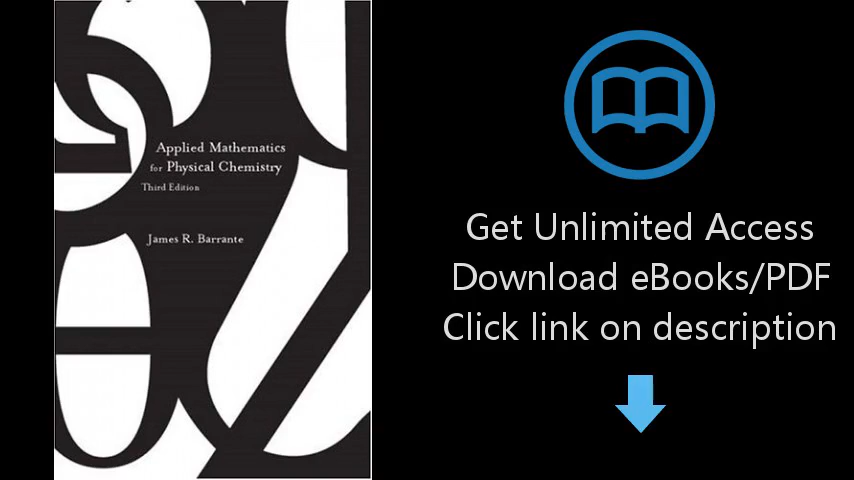 Applied Mathematics
for Physical Chemistry
Third Edition
James R. Barrante
Get Unlimited Access
Download eBooks/PDF
Click link on description